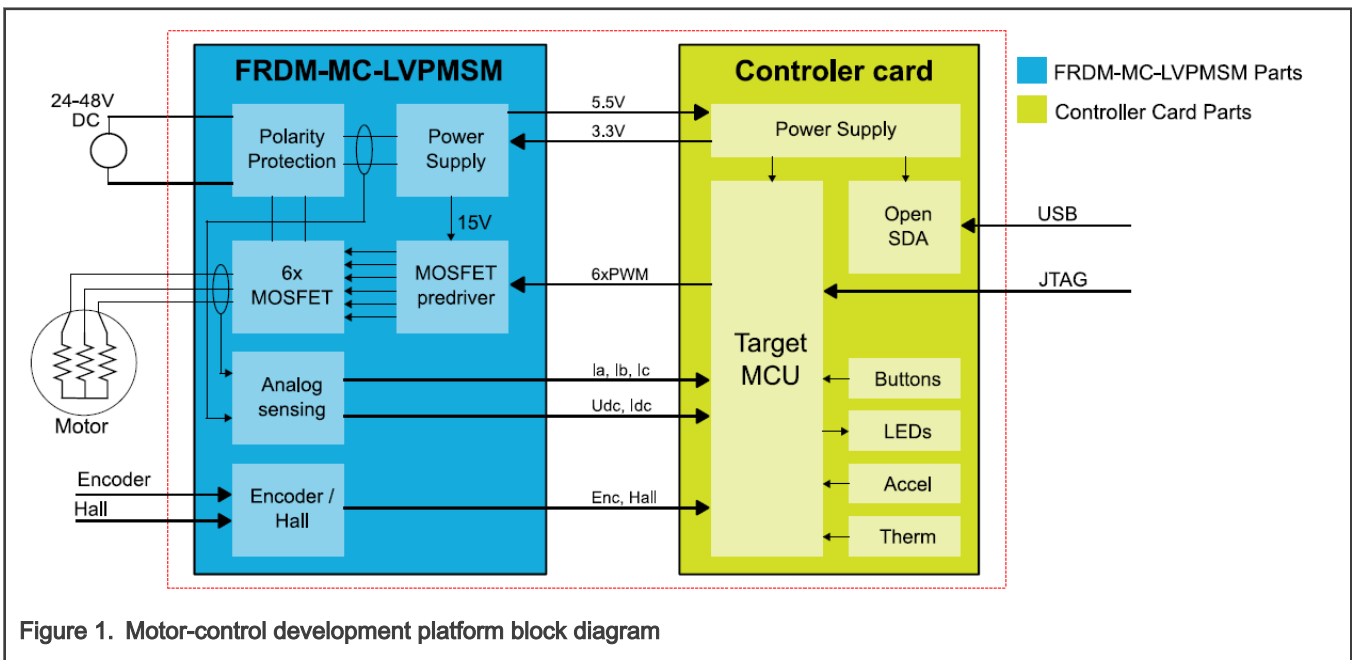 FRDM-MC-LVPMSM
Controler card
FRDM-MC-LVPMSM Parts
Controller Card Parts
24-48V
DC
Polarity
Protection
Power
Supply
5.5V
3.3V
Power Supply
15V
Open
SDA
USB
JTAG
6x
MOSFET
MOSFET
predriver
6xPWM
Target
MCU
Motor
Analog
sensing
Ia, Ib, Ic
Udc, Idc
Buttons
LEDs
Accel
Therm
Encoder
Hall
Encoder /
Hall
Enc, Hall
Figure 1. Motor-control development platform block diagram